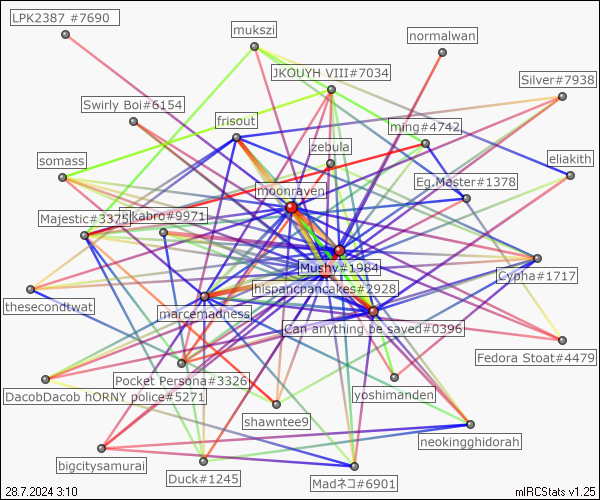 LPK2387 #7690
mukszi
normalwan
JKOUYH VIII#7034
Silver#7938
Swirly Boi#6154
frisout
ming#4742
zebula
somass
eliakith
Eg.Master#1378
moonraven
Majestic#3375
kabro#9971
Mushy#1984
Cypha#1717
hispancpancakes#2928
thesecondtwat
marcemadness
Can anything be saved#0396
Fedora Stoat#4479
Pocket Persona#3326
DacobDacob hORNY police#5271
yoshimanden
shawntee9
neokingghidorah
bigcitysamurai
Duck#1245
Madネコ#6901
28.7.2024 3:10
mIRCStats v1.25